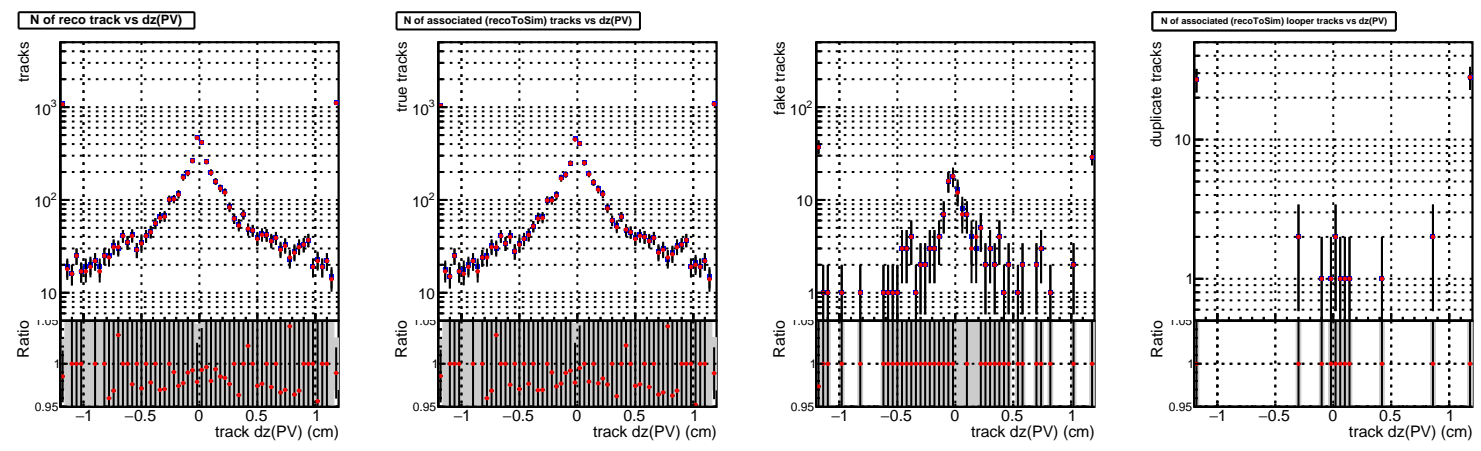 N of reco track vs dz(PV)
tracks
10³
10²
10
Ratio
1.05
1
0.95
−1 −0.5 0 0.5 1
track dz(PV) (cm)
N of associated (recoToSim) tracks vs dz(PV)
true tracks
10³
10²
10
Ratio
1.05
1
0.95
−1 −0.5 0 0.5 1
track dz(PV) (cm)
fake tracks
10²
10
1
Ratio
1.05
1
0.95
−1 −0.5 0 0.5 1
track dz(PV) (cm)
N of associated (recoToSim) looper tracks vs dz(PV)
duplicate tracks
10
1
Ratio
1.05
1
0.95
−1 −0.5 0 0.5 1
track dz(PV) (cm)